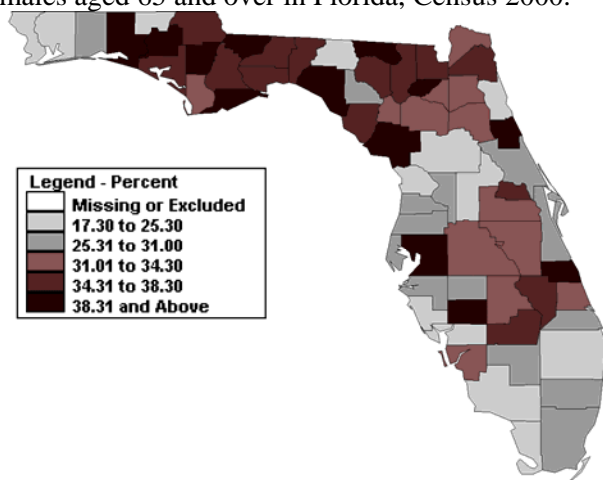 males aged 65 and over in Florida, Census 2000.
Legend - Percent
Missing or Excluded
17.30 to 25.30
25.31 to 31.00
31.01 to 34.30
34.31 to 38.30
38.31 and Above